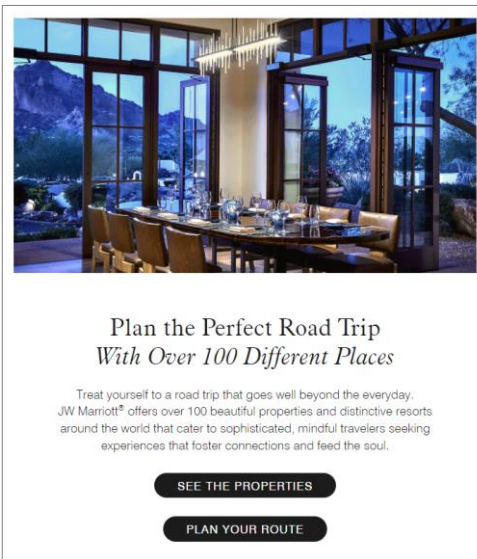 Plan the Perfect Road Trip
With Over 100 Different Places
Treat yourself to a road trip that goes well beyond the everyday.
JW Marriott® offers over 100 beautiful properties and distinctive resorts
around the world that cater to sophisticated, mindful travelers seeking
experiences that foster connections and feed the soul.
SEE THE PROPERTIES
PLAN YOUR ROUTE